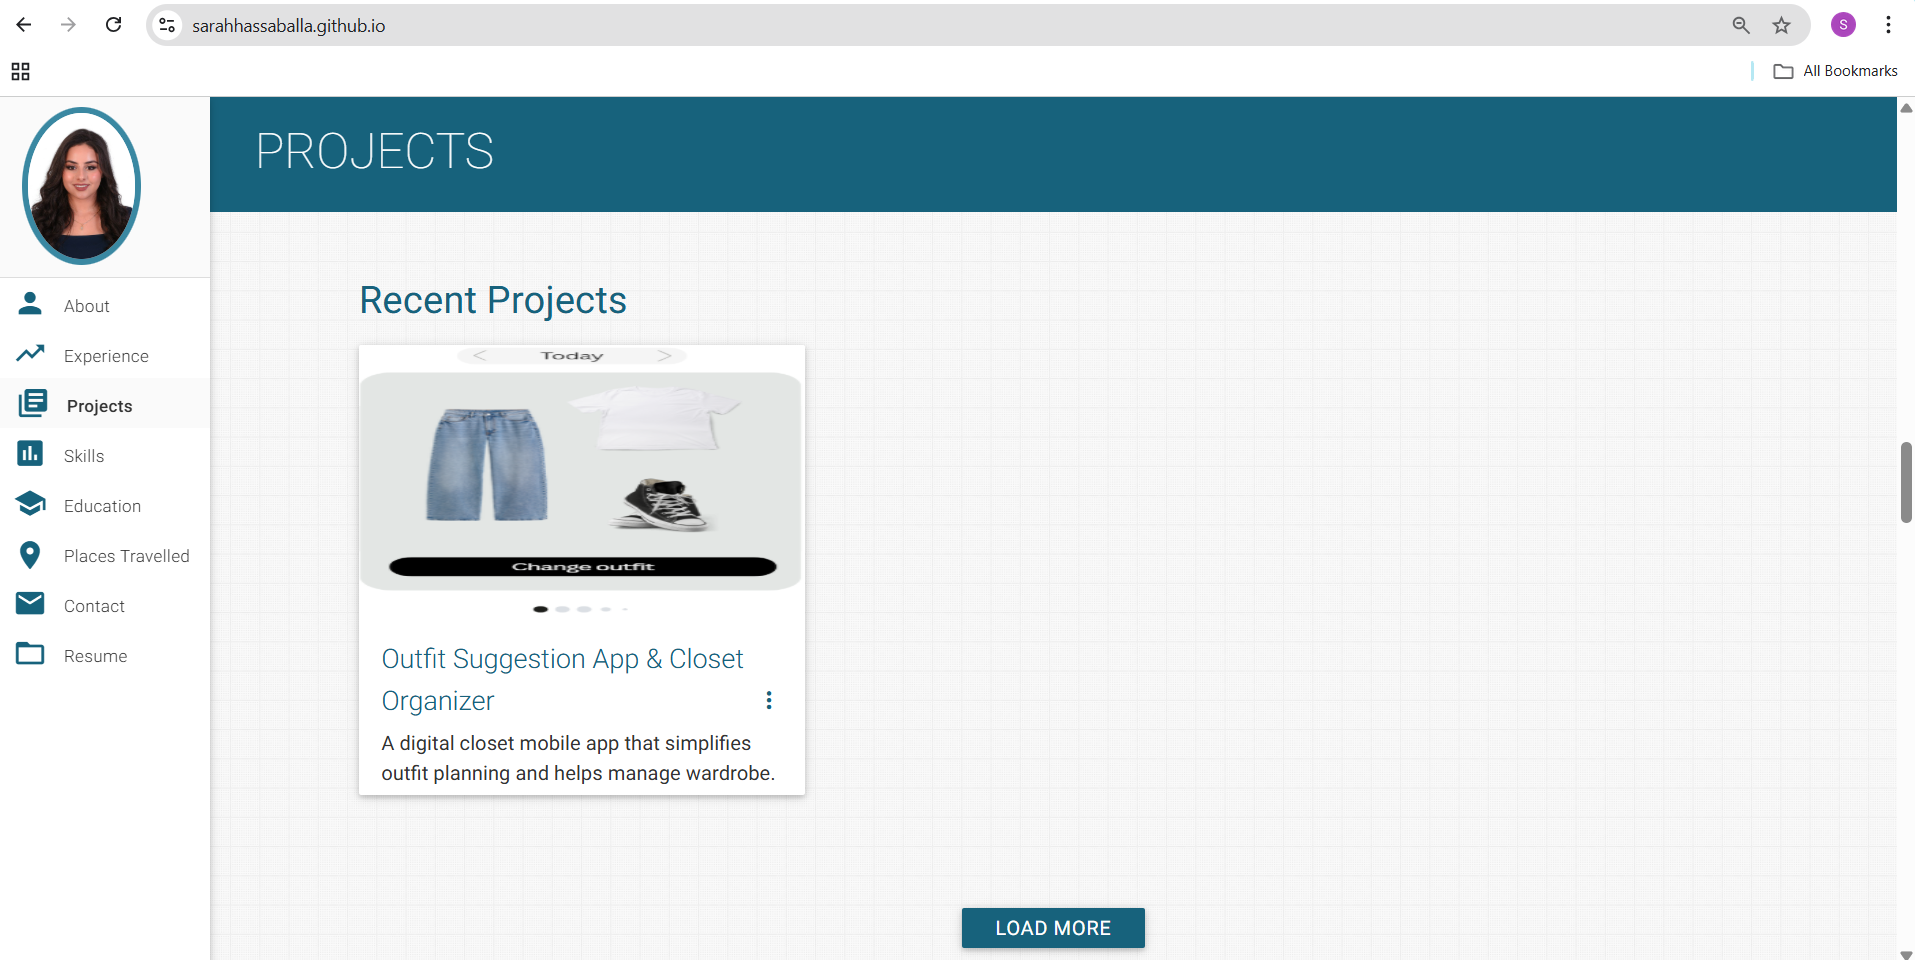 sarahhassaballa.github.io
S
All Bookmarks
PROJECTS
About
Experience
Projects
Skills
Education
Places Travelled
Contact
Resume
Recent Projects
< Today >
Change outfit
Outfit Suggestion App & Closet
Organizer
A digital closet mobile app that simplifies
outfit planning and helps manage wardrobe.
LOAD MORE